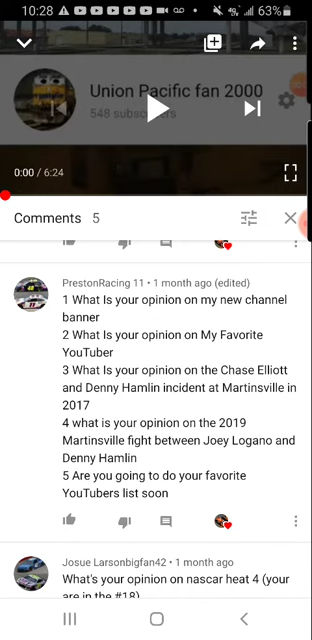 10:28
4G
63%
Union Pacific fan 2000
548 subscribers
0:00 / 6:24
Comments 5
PrestonRacing 11 • 1 month ago (edited)
1 What Is your opinion on my new channel
banner
2 What Is your opinion on My Favorite
YouTuber
3 What Is your opinion on the Chase Elliott
and Denny Hamlin incident at Martinsville in
2017
4 what is your opinion on the 2019
Martinsville fight between Joey Logano and
Denny Hamlin
5 Are you going to do your favorite
YouTubers list soon
Josue Larsonbigfan42 • 1 month ago
What's your opinion on nascar heat 4 (your
are in the #18)